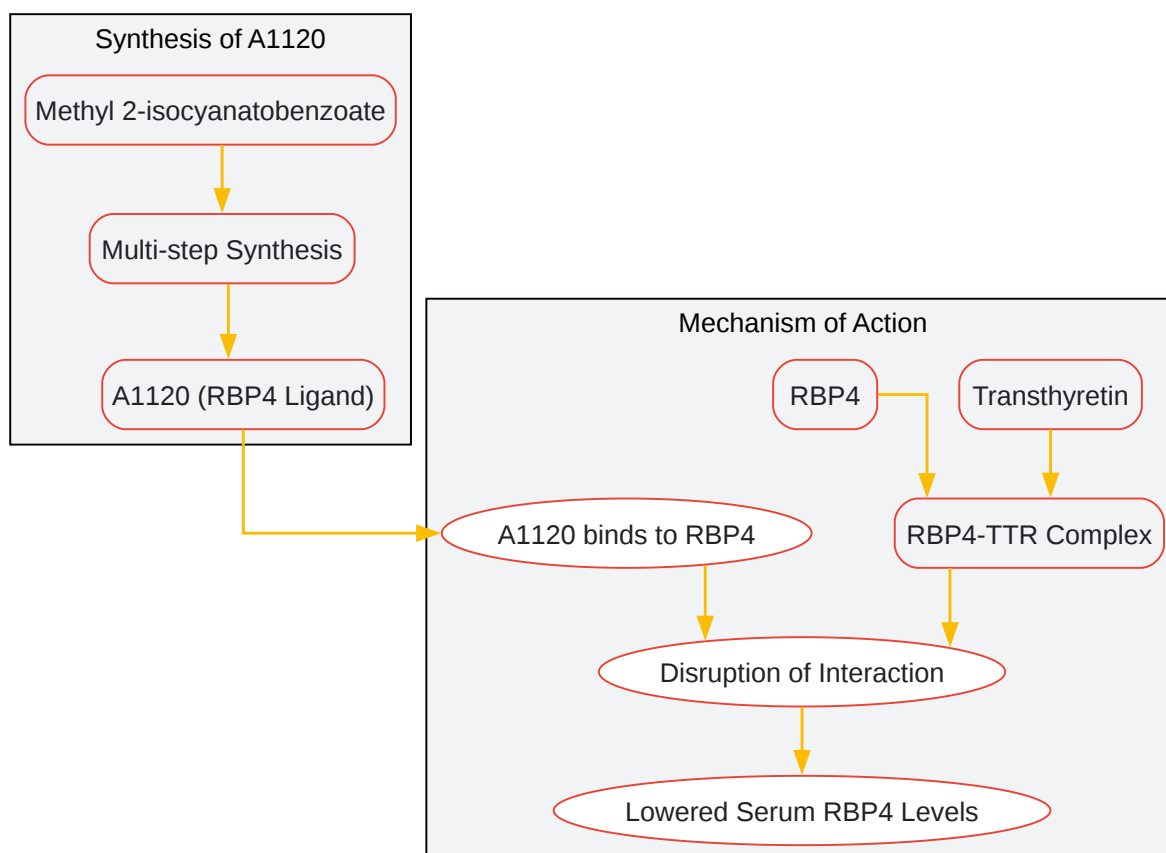 Synthesis of A1120
Methyl 2-isocyanatobenzoate
Multi-step Synthesis
A1120 (RBP4 Ligand)
Mechanism of Action
RBP4
Transthyretin
A1120 binds to RBP4
RBP4-TTR Complex
Disruption of Interaction
Lowered Serum RBP4 Levels